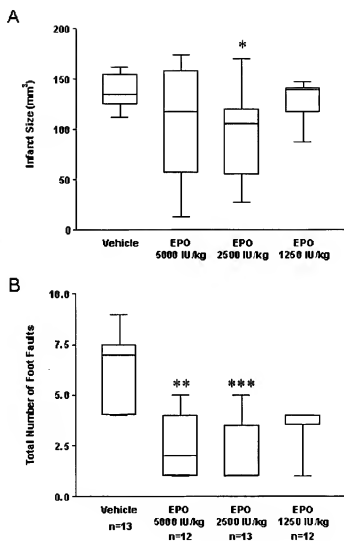 A
Infarct Size (mm³)
200
150
100
50
0
*
Vehicle
EPO
5000 IU/kg
EPO
2500 IU/kg
EPO
1250 IU/kg
B
Total Number of Foot Faults
10.0
7.5
5.0
2.5
0.0
**
***
Vehicle
n=13
EPO
5000 IU/kg
n=12
EPO
2500 IU/kg
n=13
EPO
1250 IU/kg
n=12